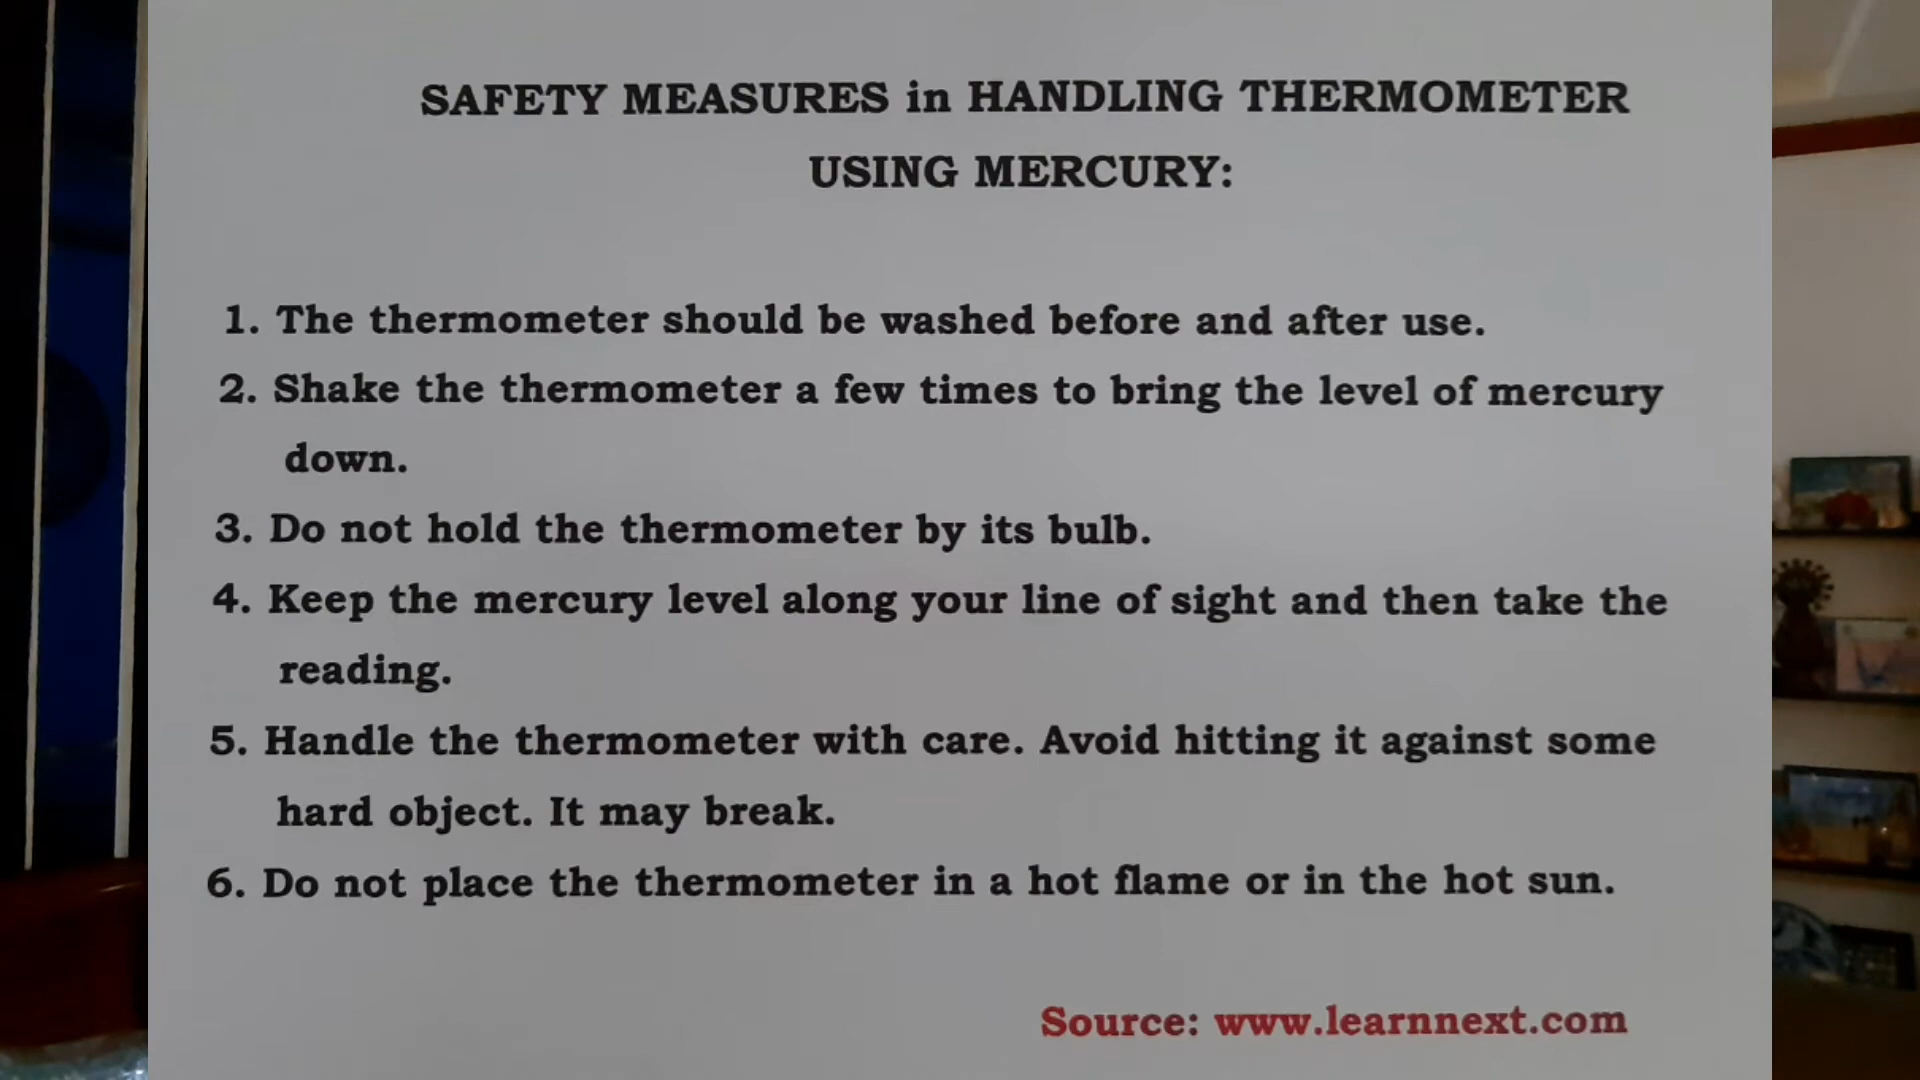 SAFETY MEASURES in HANDLING THERMOMETER
USING MERCURY:
1. The thermometer should be washed before and after use.
2. Shake the thermometer a few times to bring the level of mercury
down.
3. Do not hold the thermometer by its bulb.
4. Keep the mercury level along your line of sight and then take the
reading.
5. Handle the thermometer with care. Avoid hitting it against some
hard object. It may break.
6. Do not place the thermometer in a hot flame or in the hot sun.
Source: www.learnnext.com